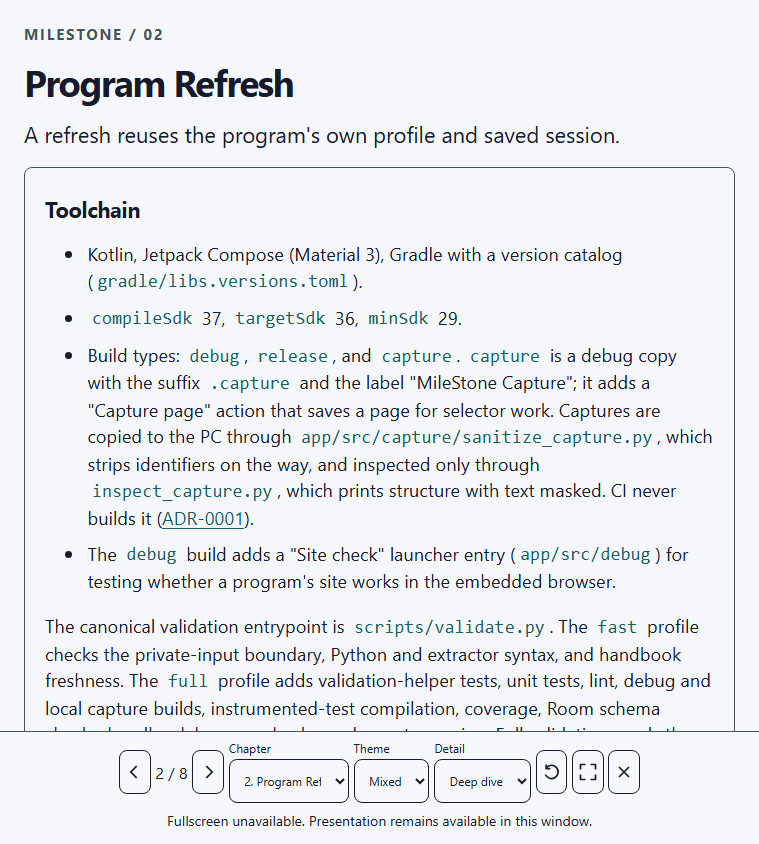 MILESTONE / 02
Program Refresh
A refresh reuses the program's own profile and saved session.
Toolchain
Kotlin, Jetpack Compose (Material 3), Gradle with a version catalog
(gradle/libs.versions.toml).
compileSdk 37, targetSdk 36, minSdk 29.
Build types: debug, release, and capture. capture is a debug copy
with the suffix .capture and the label "MileStone Capture"; it adds a
"Capture page" action that saves a page for selector work. Captures are
copied to the PC through app/src/capture/sanitize_capture.py, which
strips identifiers on the way, and inspected only through
inspect_capture.py, which prints structure with text masked. CI never
builds it (ADR-0001).
The debug build adds a "Site check" launcher entry (app/src/debug) for
testing whether a program's site works in the embedded browser.
The canonical validation entrypoint is scripts/validate.py. The fast profile
checks the private-input boundary, Python and extractor syntax, and handbook
freshness. The full profile adds validation-helper tests, unit tests, lint, debug and
local capture builds, instrumented-test compilation, coverage, Room schema
Chapter Theme Detail
2 / 8 2. Program Ref Mixed Deep dive
Fullscreen unavailable. Presentation remains available in this window.